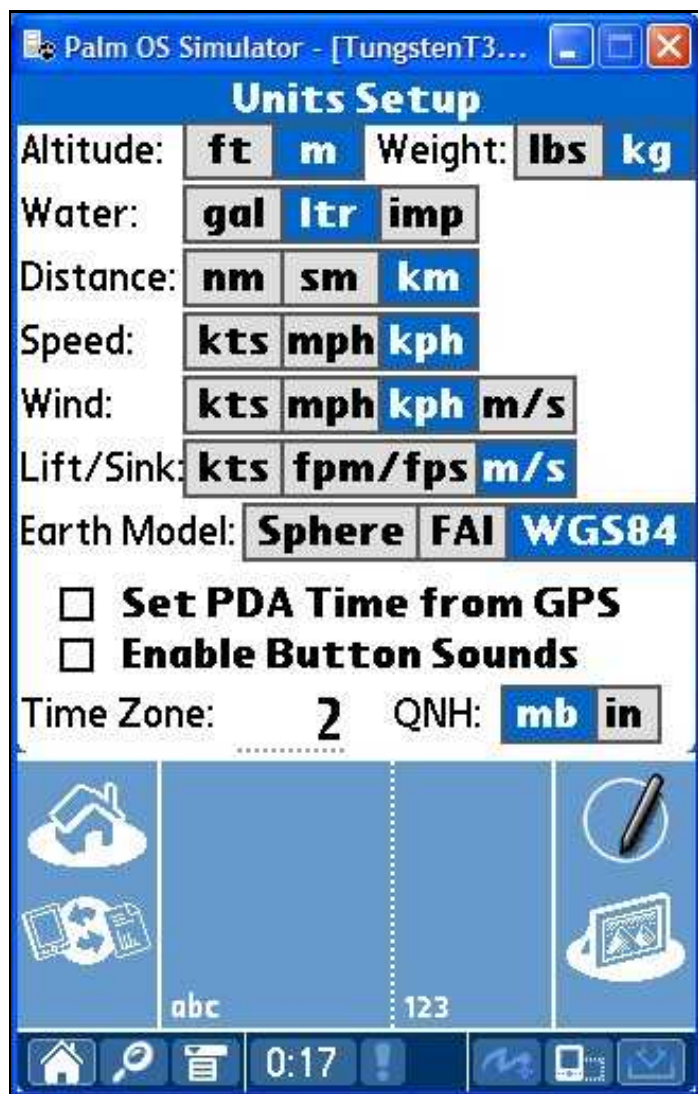 Palm OS Simulator - [TungstenT3...
Units Setup
Altitude: ft m Weight: lbs kg
Water: gal ltr imp
Distance: nm sm km
Speed: kts mph kph
Wind: kts mph kph m/s
Lift/Sink: kts fpm/fps m/s
Earth Model: Sphere FAI WGS84
Set PDA Time from GPS
Enable Button Sounds
Time Zone: 2 QNH: mb in
abc 123
0:17